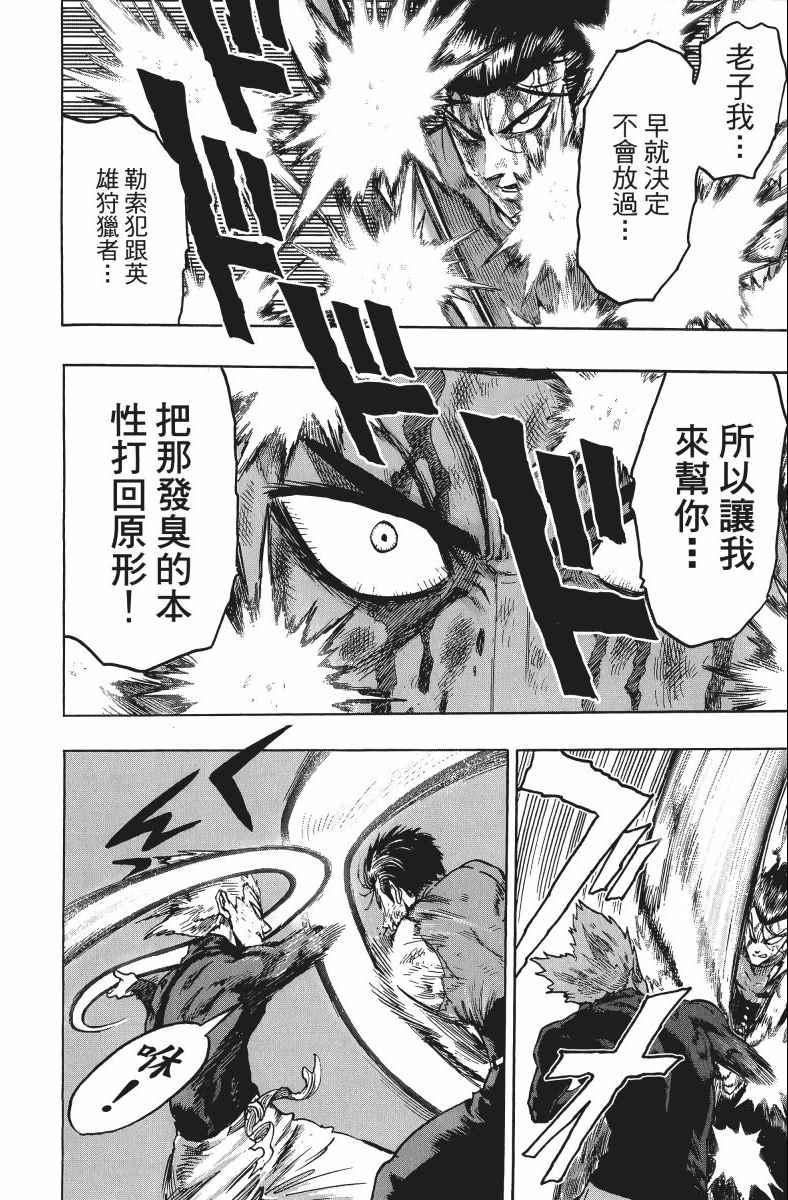 老子我…
早就決定
不會放過…
勒索犯跟英
雄狩獵者…
ドドドドド
所以讓我
來幫你…
把那發臭的本
性打回原形！
咻！